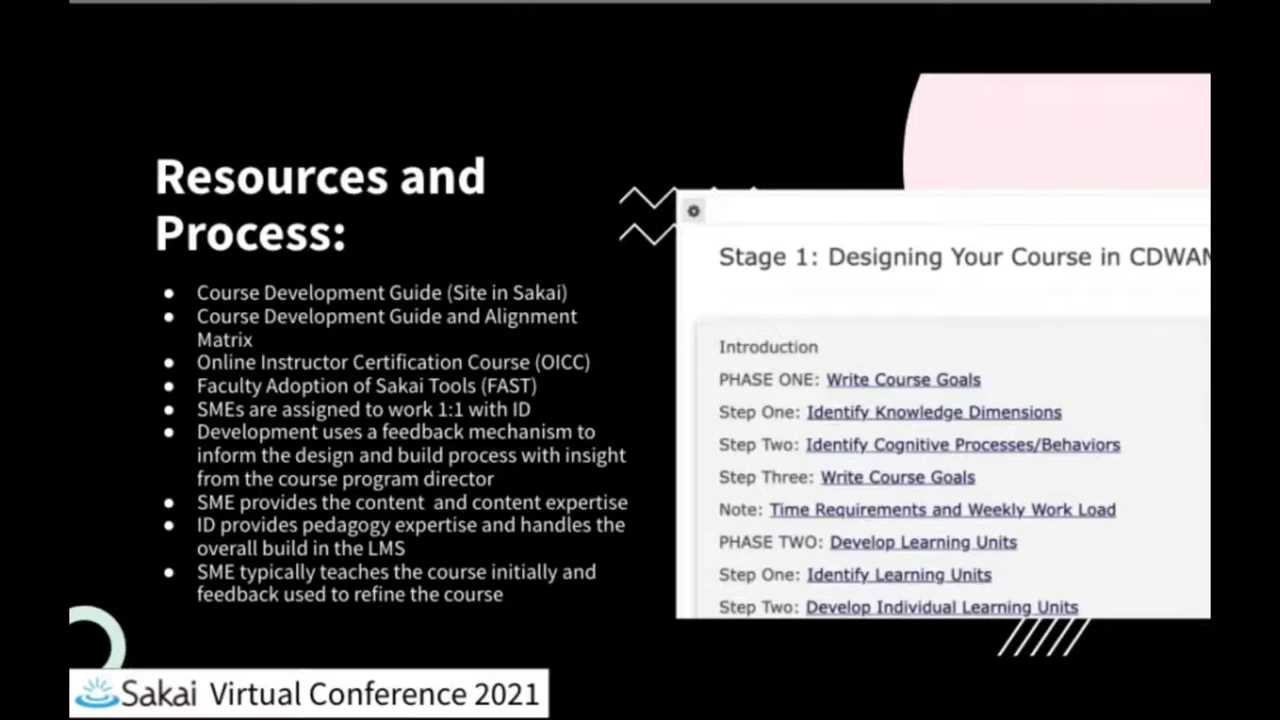 Resources and
Process:
● Course Development Guide (Site in Sakai)
● Course Development Guide and Alignment
Matrix
● Online Instructor Certification Course (OICC)
● Faculty Adoption of Sakai Tools (FAST)
● SMEs are assigned to work 1:1 with ID
● Development uses a feedback mechanism to
inform the design and build process with insight
from the course program director
● SME provides the content and content expertise
● ID provides pedagogy expertise and handles the
overall build in the LMS
● SME typically teaches the course initially and
feedback used to refine the course
Stage 1: Designing Your Course in CDWAM
Introduction
PHASE ONE: Write Course Goals
Step One: Identify Knowledge Dimensions
Step Two: Identify Cognitive Processes/Behaviors
Step Three: Write Course Goals
Note: Time Requirements and Weekly Work Load
PHASE TWO: Develop Learning Units
Step One: Identify Learning Units
Step Two: Develop Individual Learning Units
Sakai Virtual Conference 2021